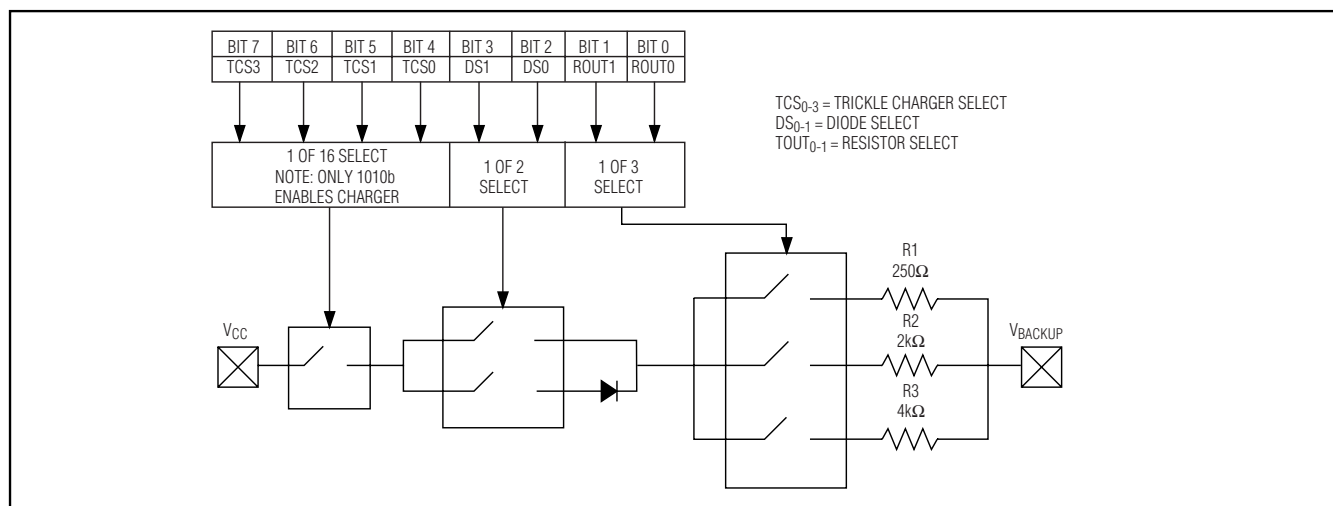 BIT 7 BIT 6 BIT 5 BIT 4 BIT 3 BIT 2 BIT 1 BIT 0
TCS3 TCS2 TCS1 TCS0 DS1 DS0 ROUT1 ROUT0
TCS0-3 = TRICKLE CHARGER SELECT
DS0-1 = DIODE SELECT
TOUT0-1 = RESISTOR SELECT
1 OF 16 SELECT
NOTE: ONLY 1010b
ENABLES CHARGER
1 OF 2
SELECT
1 OF 3
SELECT
R1
250Ω
R2
2kΩ
R3
4kΩ
VCC
VBACKUP